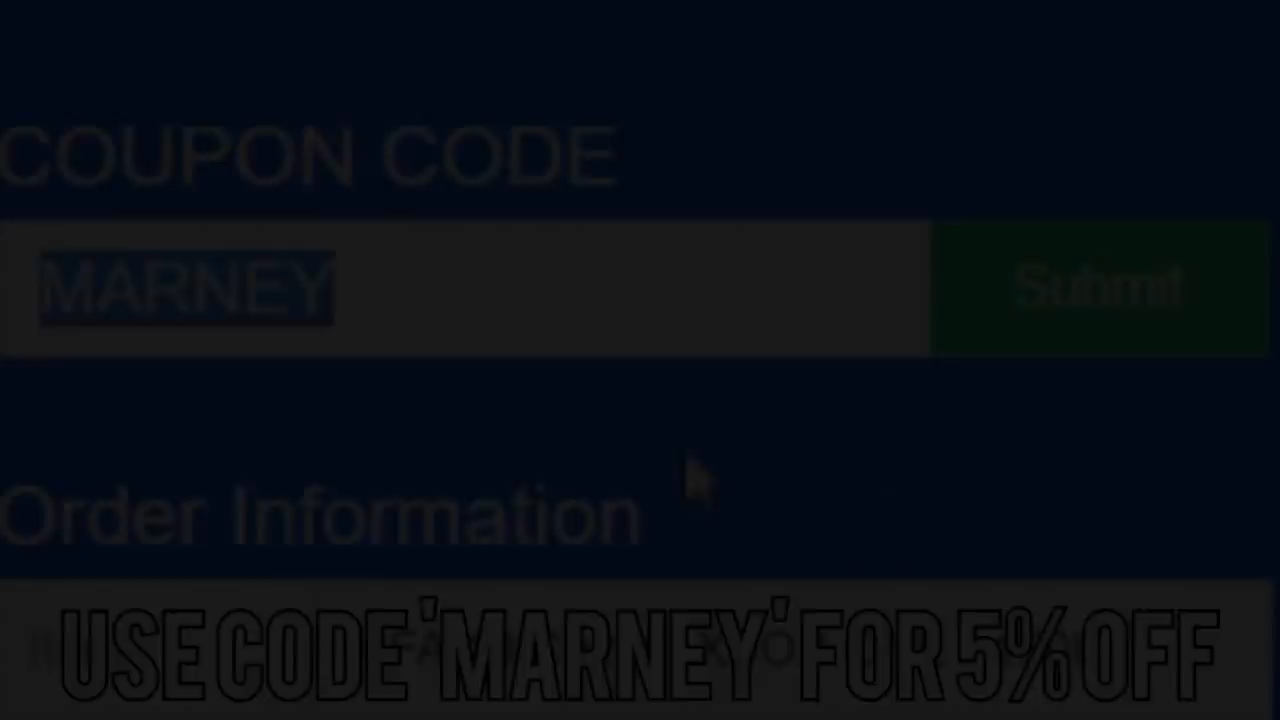 COUPON CODE
MARNEY
Submit
Order Information
USE CODE 'MARNEY' FOR 5% OFF